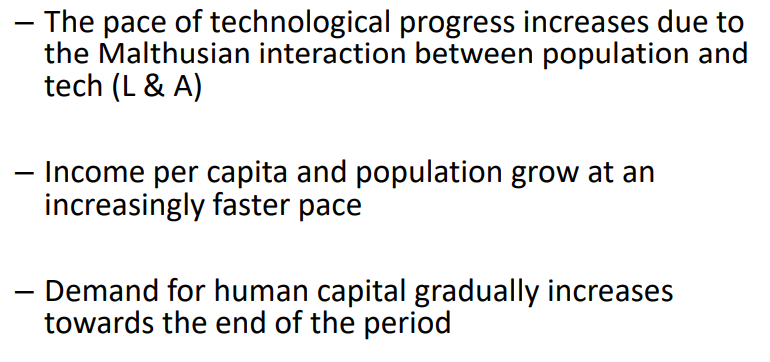 – The pace of technological progress increases due to
the Malthusian interaction between population and
tech (L & A)
– Income per capita and population grow at an
increasingly faster pace
– Demand for human capital gradually increases
towards the end of the period